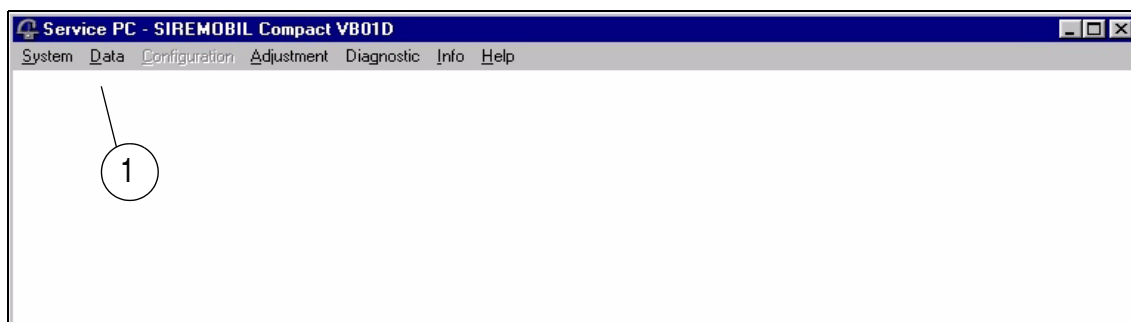 Service PC - SIREMOBIL Compact VB01D
System Data Configuration Adjustment Diagnostic Info Help
1